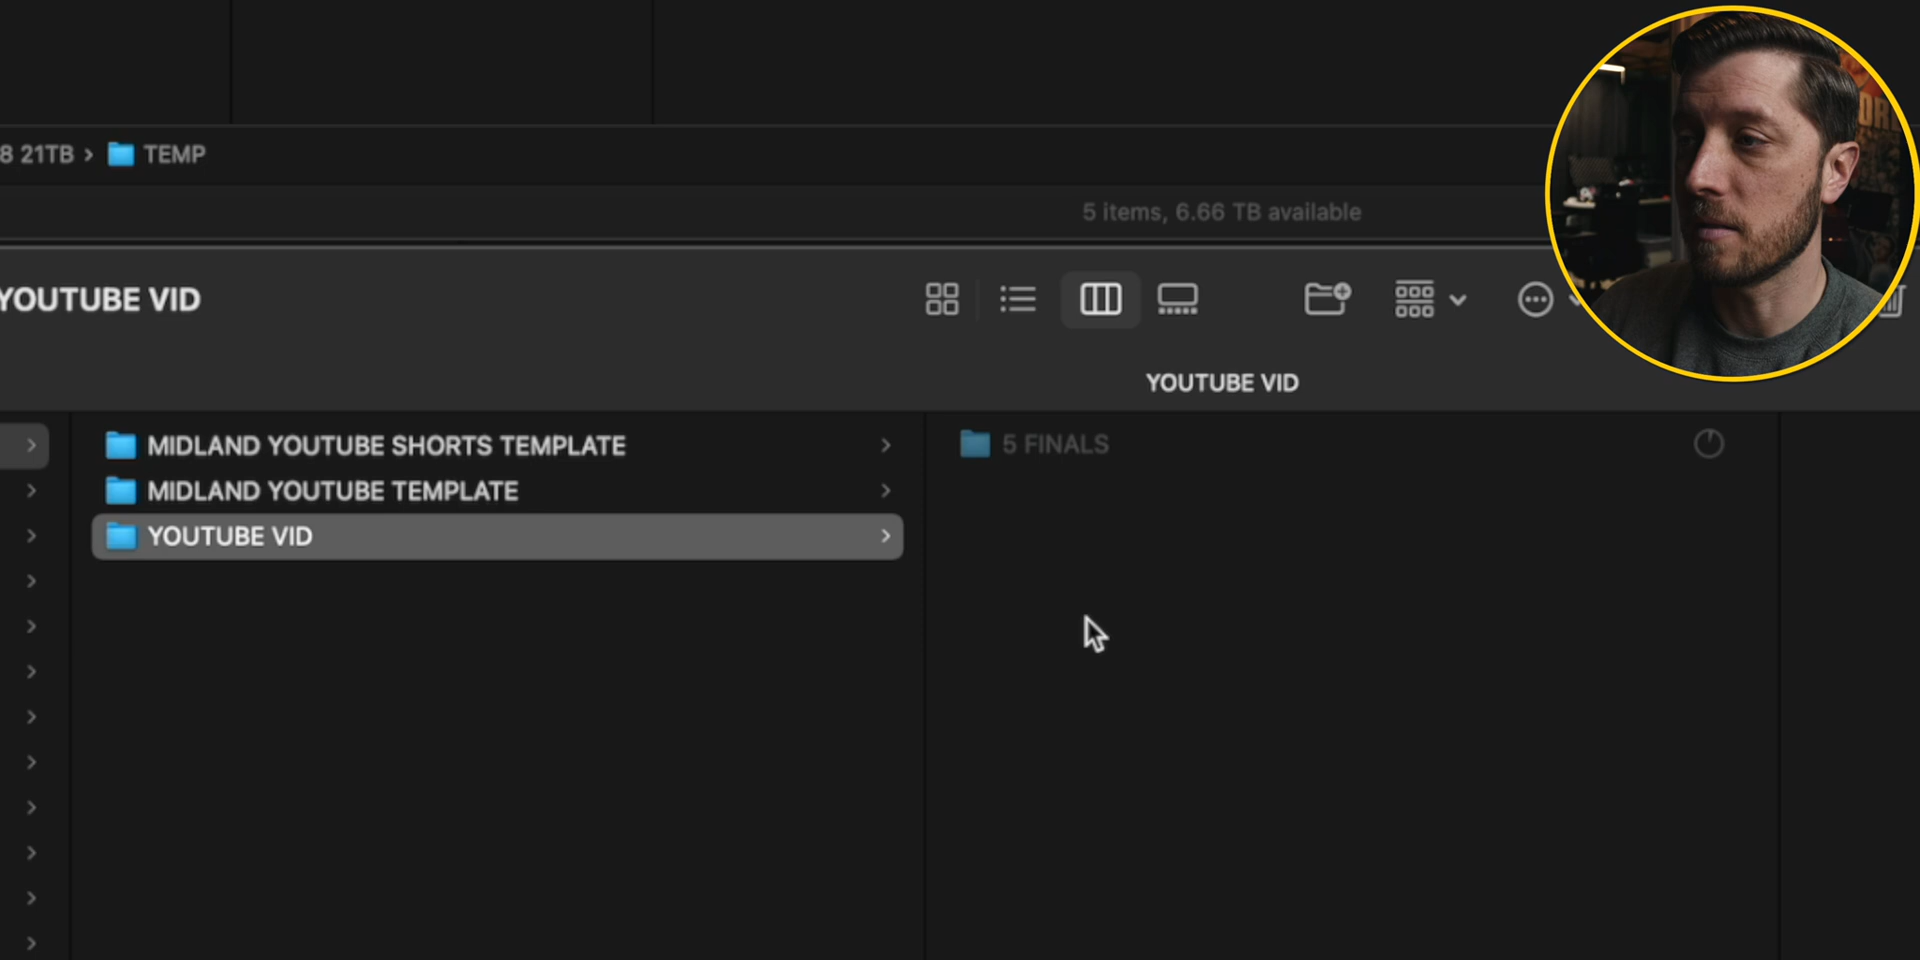 8 21TB › TEMP
5 items, 6.66 TB available
YOUTUBE VID
YOUTUBE VID
MIDLAND YOUTUBE SHORTS TEMPLATE
5 FINALS
MIDLAND YOUTUBE TEMPLATE
YOUTUBE VID